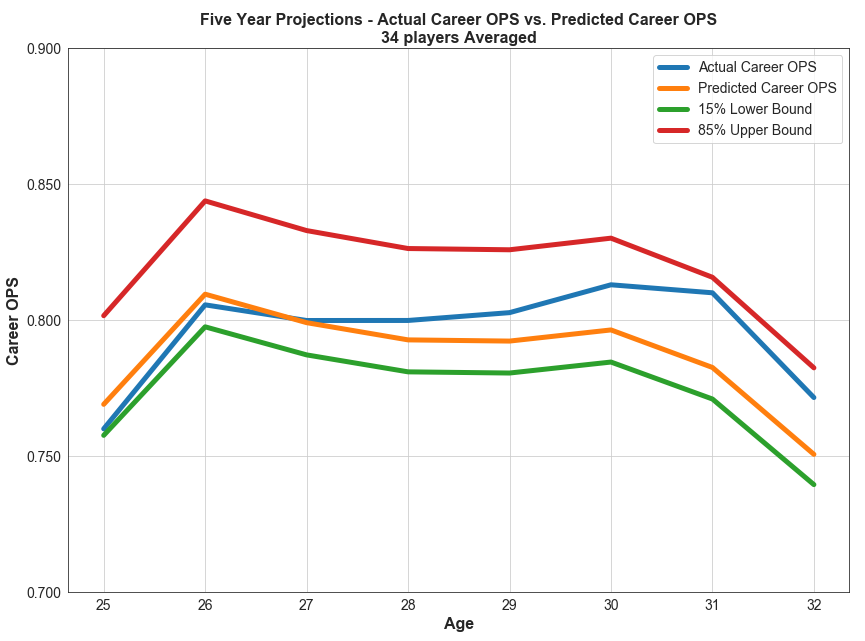 Five Year Projections - Actual Career OPS vs. Predicted Career OPS
34 players Averaged
0.900
0.850
0.800
0.750
0.700
Career OPS
Actual Career OPS
Predicted Career OPS
15% Lower Bound
85% Upper Bound
25 26 27 28 29 30 31 32
Age